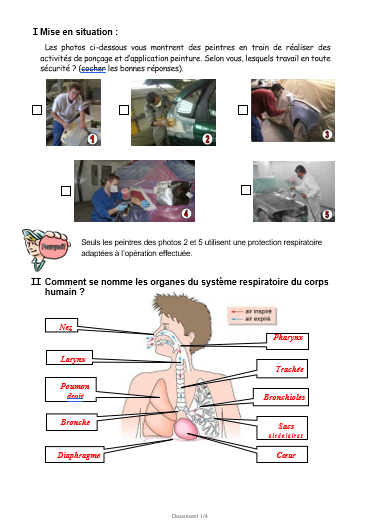 I Mise en situation :
Les photos ci-dessous vous montrent des peintres en train de réaliser des
activités de ponçage et d'application peinture. Selon vous, lesquels travail en toute
sécurité ? (cocher les bonnes réponses).
1
2
3
4
5
Pourquoi?
Seuls les peintres des photos 2 et 5 utilisent une protection respiratoire
adaptées à l'opération effectuée.
II Comment se nomme les organes du système respiratoire du corps
humain ?
air inspiré
air expiré
Nez
Pharynx
Larynx
Trachée
Poumon
droit
Bronchioles
Bronche
Sacs
alvéolaires
Diaphragme
Cœur
Document 1/4